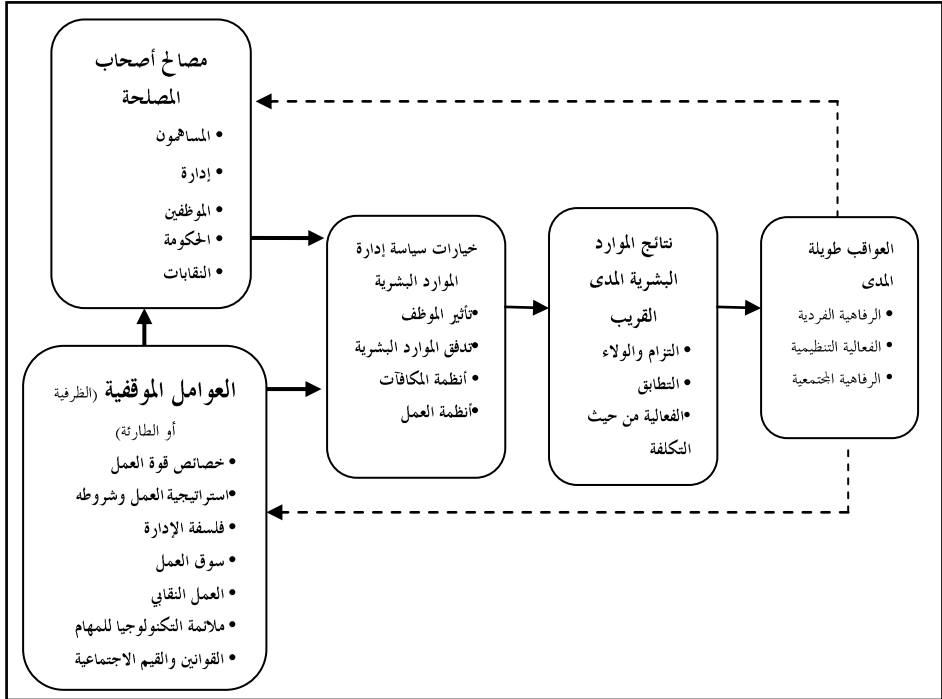 مصالح أصحاب
المصلحة
• المساهمون
• إدارة
• الموظفين
• الحكومة
• النقابات
العوامل الموقفية (الظرفية
أو الطارئة)
• خصائص قوة العمل
•استراتيجية العمل وشروطه
• فلسفة الإدارة
• سوق العمل
• العمل النقابي
• ملائمة التكنولوجيا للمهام
• القوانين والقيم الاجتماعية
خيارات سياسة إدارة
الموارد البشرية
•تأثير الموظف
•تدفق الموارد البشرية
• أنظمة المكافآت
•أنظمة العمل
نتائج الموارد
البشرية المدى
القريب
• التزام والولاء
• التطابق
•الفعالية من حيث
التكلفة
العواقب طويلة
المدى
• الرفاهية الفردية
• الفعالية التنظيمية
• الرفاهية المجتمعية